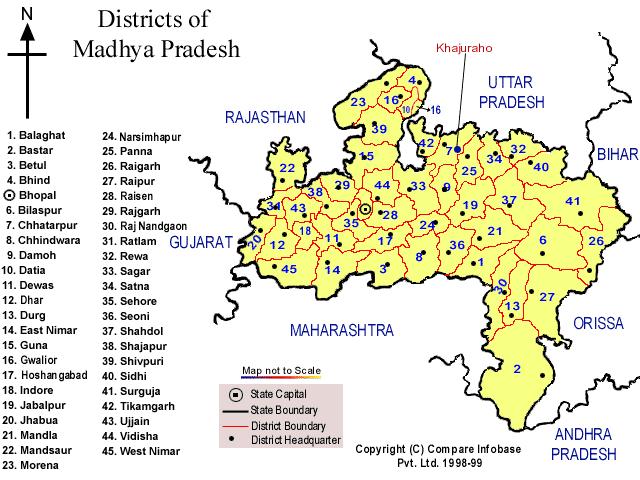 N
Districts of
Madhya Pradesh
Khajuraho
UTTAR
PRADESH
RAJASTHAN
BIHAR
GUJARAT
MAHARASHTRA
ORISSA
ANDHRA
PRADESH
1. Balaghat
2. Bastar
3. Betul
4. Bhind
Bhopal
6. Bilaspur
7. Chhatarpur
8. Chhindwara
9. Damoh
10. Datia
11. Dewas
12. Dhar
13. Durg
14. East Nimar
15. Guna
16. Gwalior
17. Hoshangabad
18. Indore
19. Jabalpur
20. Jhabua
21. Mandla
22. Mandsaur
23. Morena
24. Narsimhapur
25. Panna
26. Raigarh
27. Raipur
28. Raisen
29. Rajgarh
30. Raj Nandgaon
31. Ratlam
32. Rewa
33. Sagar
34. Satna
35. Sehore
36. Seoni
37. Shahdol
38. Shajapur
39. Shivpuri
40. Sidhi
41. Surguja
42. Tikamgarh
43. Ujjain
44. Vidisha
45. West Nimar
4
23
16
10
16
39
15
42
7
34
32
40
25
22
38
29
44
33
9
41
31
43
19
37
18
35
28
24
20
12
11
17
21
6
26
45
14
3
8
36
1
30
13
27
2
Map not to Scale
State Capital
State Boundary
District Boundary
District Headquarter
Copyright (C) Compare Infobase
Pvt. Ltd. 1998-99